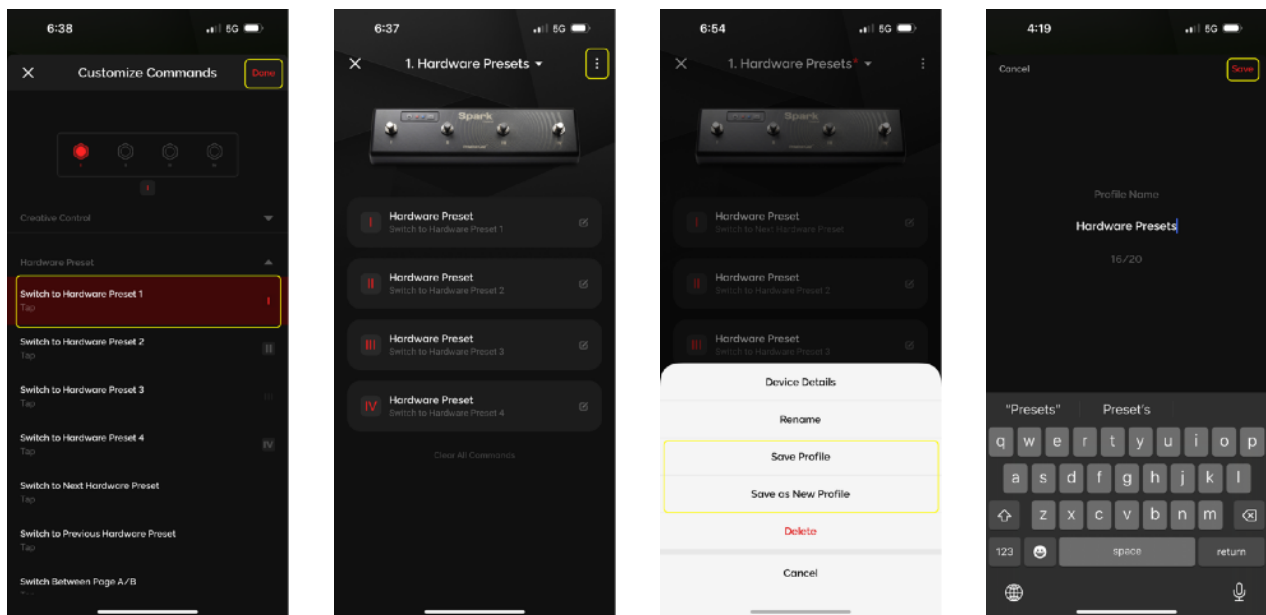 6:38
5G
Customize Commands
Done
I
Creative Control
Hardware Preset
Switch to Hardware Preset 1
Tap
I
Switch to Hardware Preset 2
Tap
II
Switch to Hardware Preset 3
Tap
III
Switch to Hardware Preset 4
Tap
IV
Switch to Next Hardware Preset
Tap
Switch to Previous Hardware Preset
Tap
Switch Between Page A/B
6:37
5G
1. Hardware Presets
Spark
I Hardware Preset
Switch to Hardware Preset 1
II Hardware Preset
Switch to Hardware Preset 2
III Hardware Preset
Switch to Hardware Preset 3
IV Hardware Preset
Switch to Hardware Preset 4
Clear All Commands
6:54
5G
1. Hardware Presets*
Spark
I Hardware Preset
Switch to Next Hardware Preset
II Hardware Preset
Switch to Hardware Preset 2
III Hardware Preset
Switch to Hardware Preset 3
Device Details
Rename
Save Profile
Save as New Profile
Delete
Cancel
4:19
5G
Cancel
Save
Profile Name
Hardware Presets
16/20
"Presets"
Preset's
q w e r t y u i o p
a s d f g h j k l
z x c v b n m
123
space
return